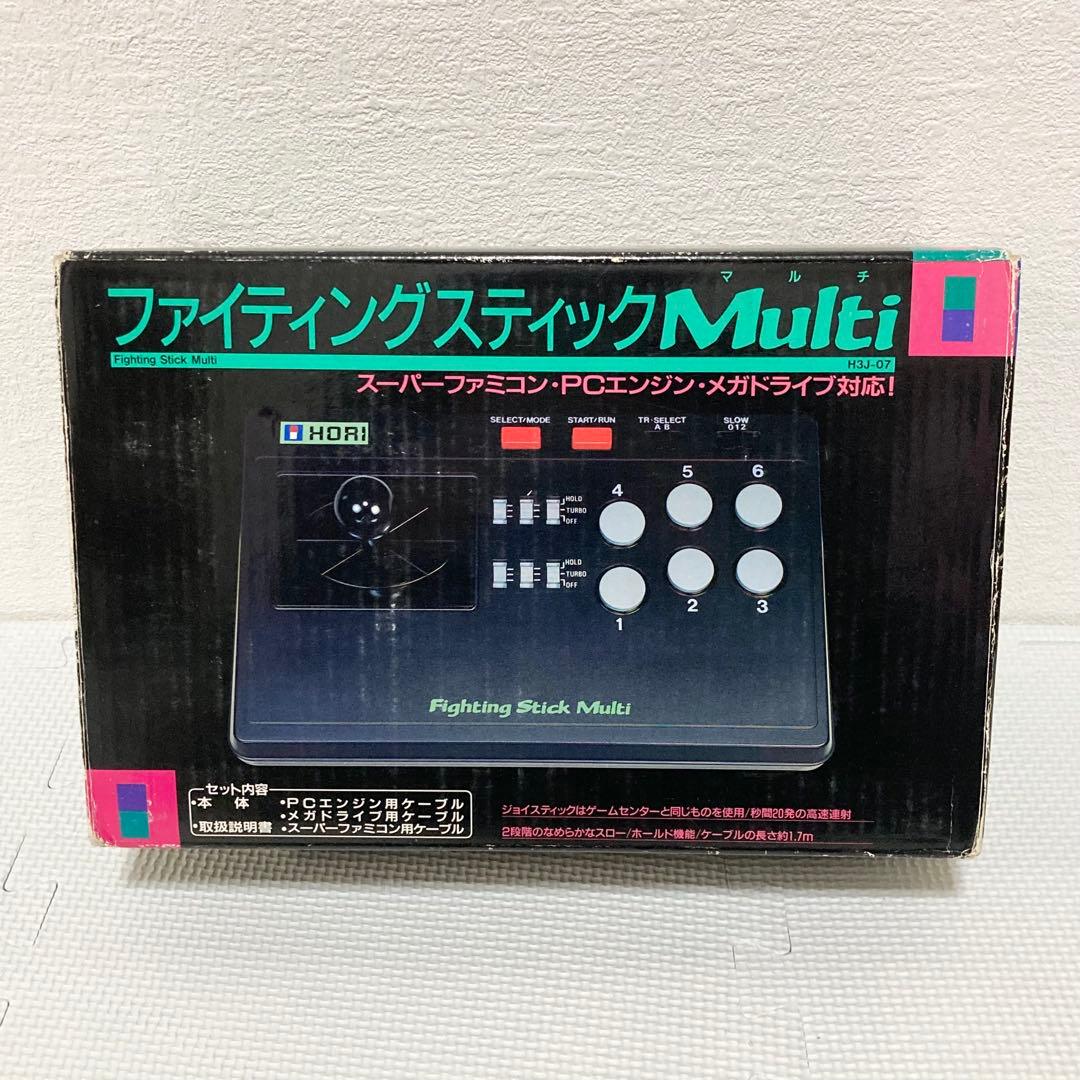 マルチ
ファイティングスティックMulti
Fighting Stick Multi
H3J-07
スーパーファミコン・PCエンジン・メガドライブ対応!
HORI
SELECT/MODE
START/RUN
TR・SELECT
A B
SLOW
0 1 2
HOLD
TURBO
OFF
HOLD
TURBO
OFF
4
5
6
1
2
3
Fighting Stick Multi
セット内容
・本 体
・PCエンジン用ケーブル
・メガドライブ用ケーブル
・取扱説明書
・スーパーファミコン用ケーブル
ジョイスティックはゲームセンターと同じものを使用/秒間20発の高速連射
2段階のなめらかなスロー/ホールド機能/ケーブルの長さ約1.7m